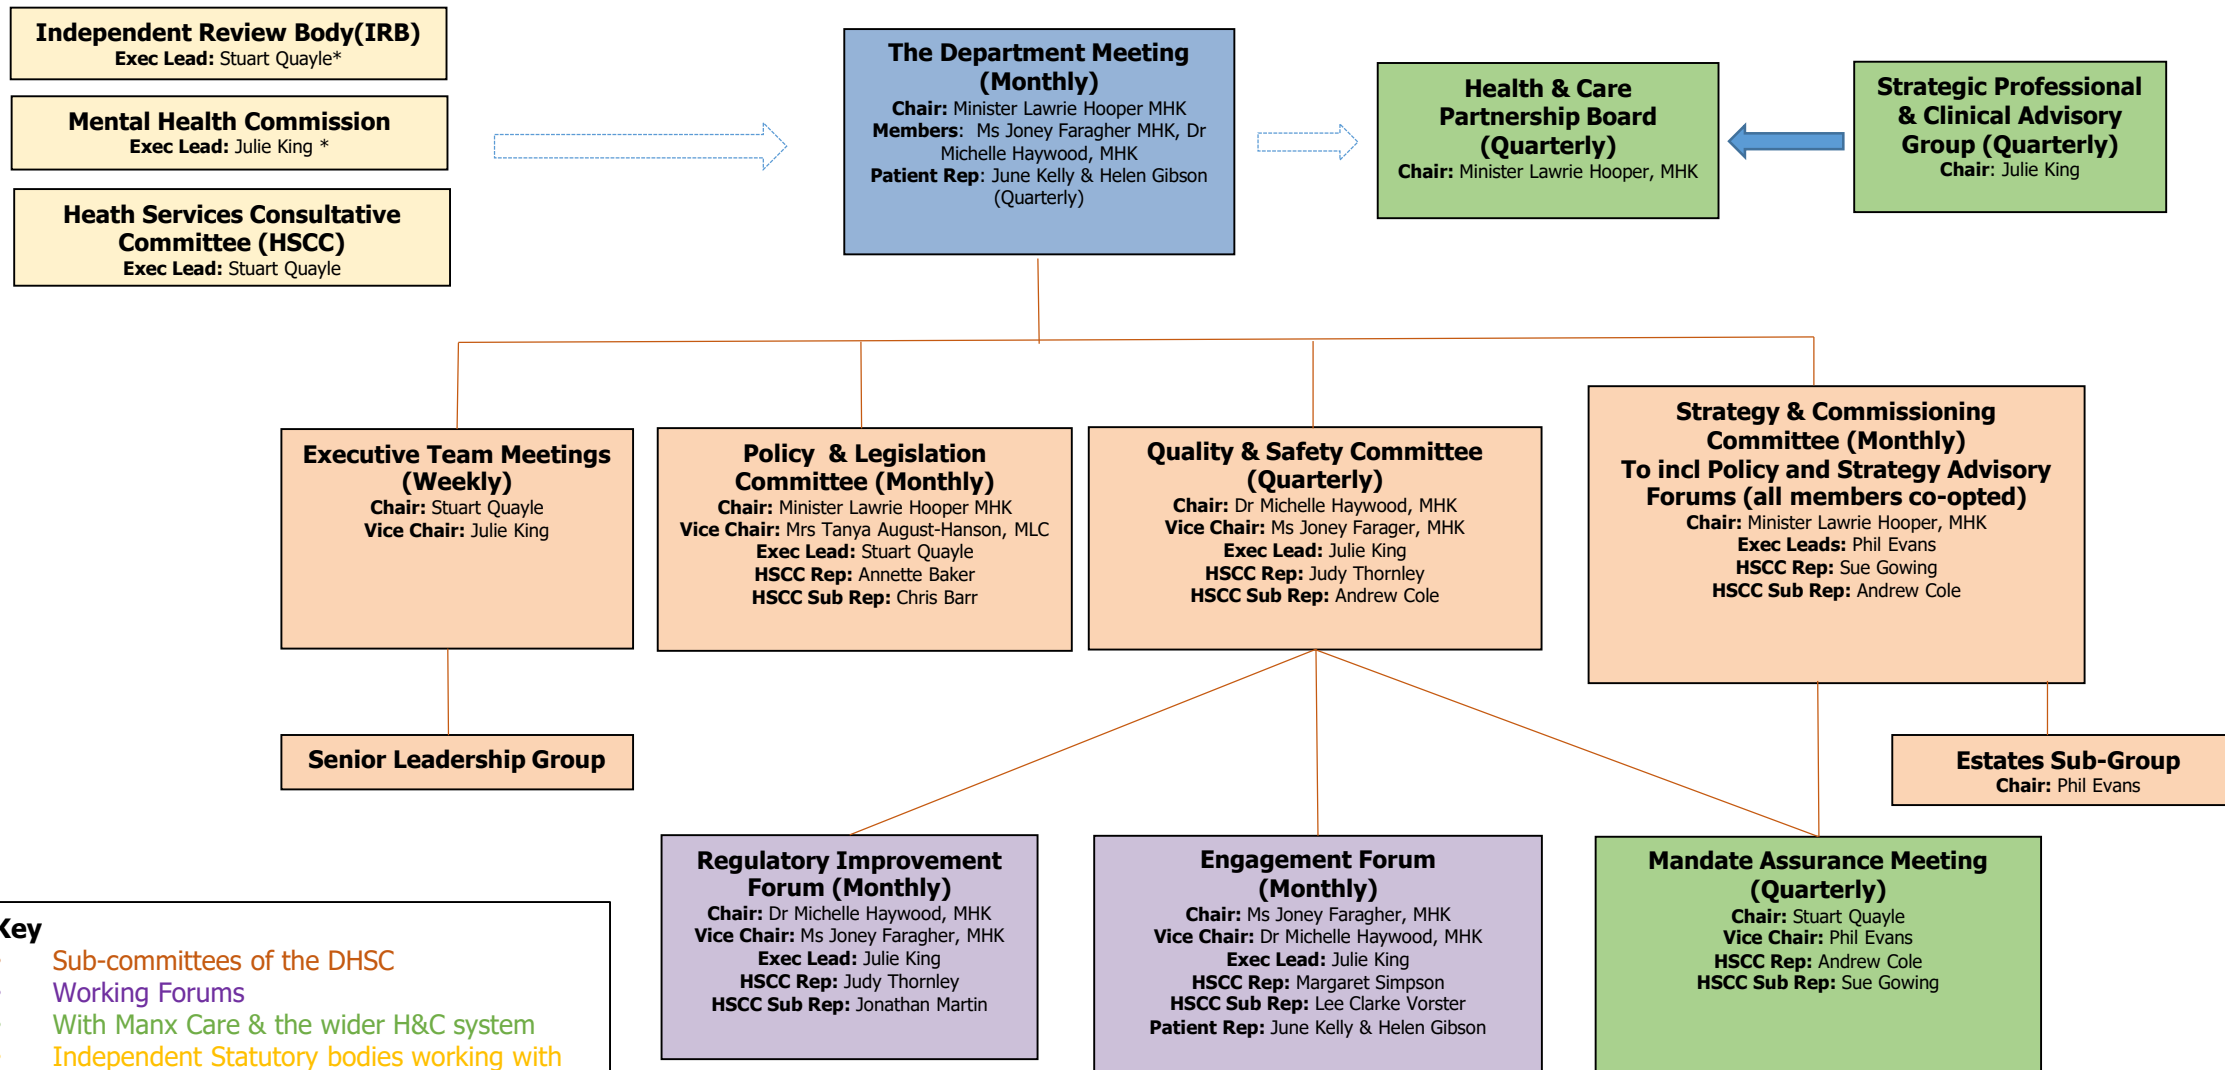 Independent Review Body(IRB)
Exec Lead: Stuart Quayle*
Mental Health Commission
Exec Lead: Julie King *
Heath Services Consultative
Committee (HSCC)
Exec Lead: Stuart Quayle
The Department Meeting
(Monthly)
Chair: Minister Lawrie Hooper MHK
Members: Ms Joney Faragher MHK, Dr
Michelle Haywood, MHK
Patient Rep: June Kelly & Helen Gibson
(Quarterly)
Health & Care
Partnership Board
(Quarterly)
Chair: Minister Lawrie Hooper, MHK
Strategic Professional
& Clinical Advisory
Group (Quarterly)
Chair: Julie King
Executive Team Meetings
(Weekly)
Chair: Stuart Quayle
Vice Chair: Julie King
Policy & Legislation
Committee (Monthly)
Chair: Minister Lawrie Hooper MHK
Vice Chair: Mrs Tanya August-Hanson, MLC
Exec Lead: Stuart Quayle
HSCC Rep: Annette Baker
HSCC Sub Rep: Chris Barr
Quality & Safety Committee
(Quarterly)
Chair: Dr Michelle Haywood, MHK
Vice Chair: Ms Joney Farager, MHK
Exec Lead: Julie King
HSCC Rep: Judy Thornley
HSCC Sub Rep: Andrew Cole
Strategy & Commissioning
Committee (Monthly)
To incl Policy and Strategy Advisory
Forums (all members co-opted)
Chair: Minister Lawrie Hooper, MHK
Exec Leads: Phil Evans
HSCC Rep: Sue Gowing
HSCC Sub Rep: Andrew Cole
Senior Leadership Group
Estates Sub-Group
Chair: Phil Evans
Regulatory Improvement
Forum (Monthly)
Chair: Dr Michelle Haywood, MHK
Vice Chair: Ms Joney Faragher, MHK
Exec Lead: Julie King
HSCC Rep: Judy Thornley
HSCC Sub Rep: Jonathan Martin
Engagement Forum
(Monthly)
Chair: Ms Joney Faragher, MHK
Vice Chair: Dr Michelle Haywood, MHK
Exec Lead: Julie King
HSCC Rep: Margaret Simpson
HSCC Sub Rep: Lee Clarke Vorster
Patient Rep: June Kelly & Helen Gibson
Mandate Assurance Meeting
(Quarterly)
Chair: Stuart Quayle
Vice Chair: Phil Evans
HSCC Rep: Andrew Cole
HSCC Sub Rep: Sue Gowing
Key
Sub-committees of the DHSC
Working Forums
With Manx Care & the wider H&C system
Independent Statutory bodies working with